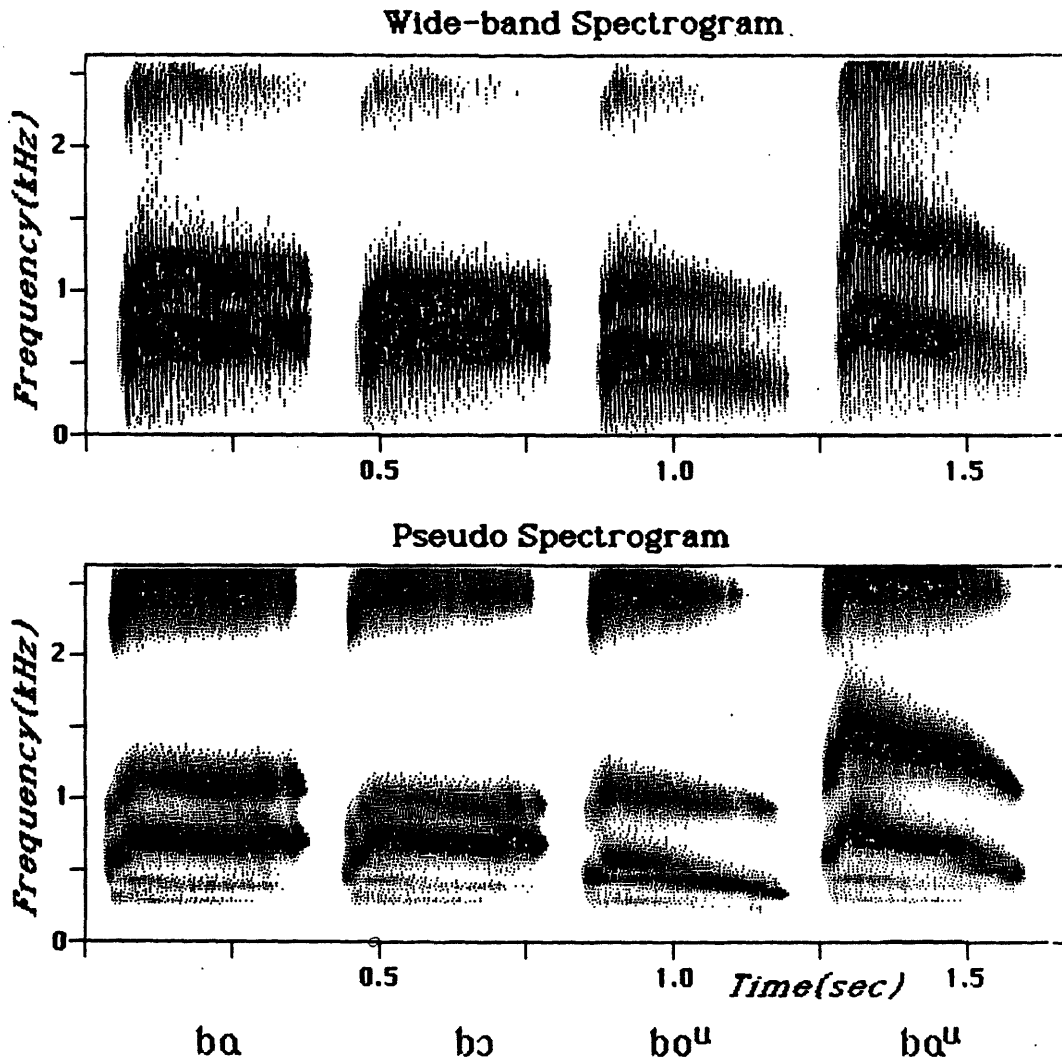 Wide-band Spectrogram
Frequency(kHz)
2
1
0
0.5 1.0 1.5
Pseudo Spectrogram
Frequency(kHz)
2
1
0
0.5 1.0 Time(sec) 1.5
bɑ bɔ boᵘ bɑᵘ